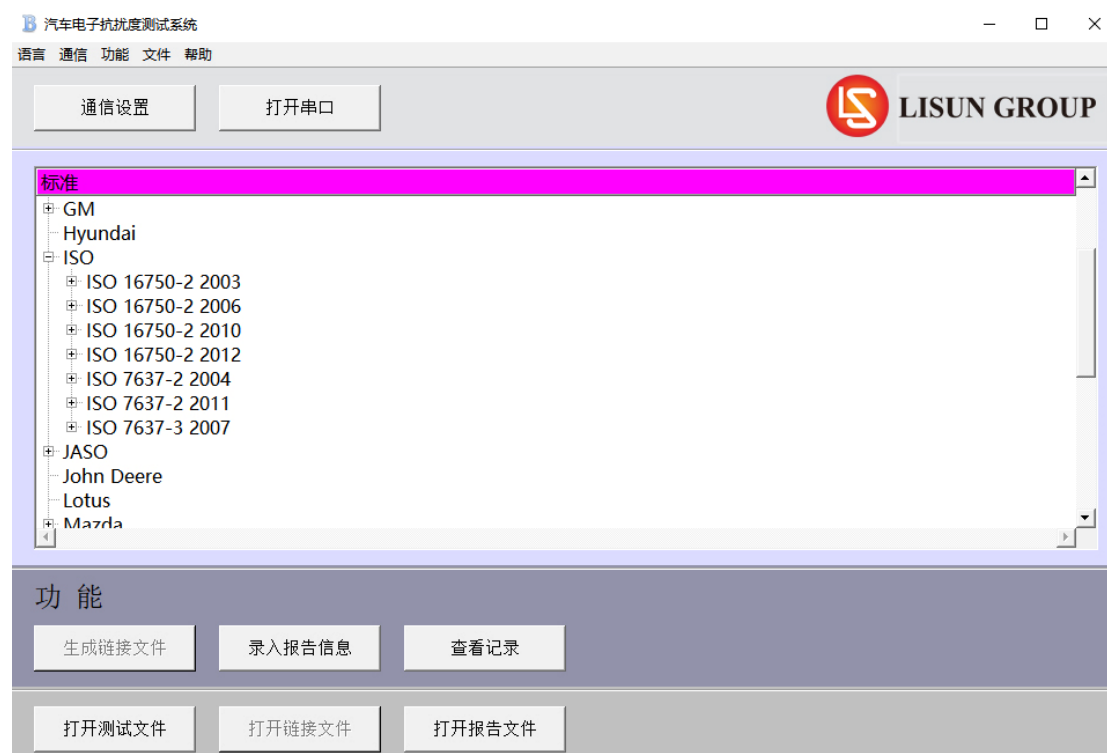 汽车电子抗扰度测试系统
语言 通信 功能 文件 帮助
通信设置 打开串口
LISUN GROUP
标准
GM
Hyundai
ISO
ISO 16750-2 2003
ISO 16750-2 2006
ISO 16750-2 2010
ISO 16750-2 2012
ISO 7637-2 2004
ISO 7637-2 2011
ISO 7637-3 2007
JASO
John Deere
Lotus
Mazda
功 能
生成链接文件 录入报告信息 查看记录
打开测试文件 打开链接文件 打开报告文件